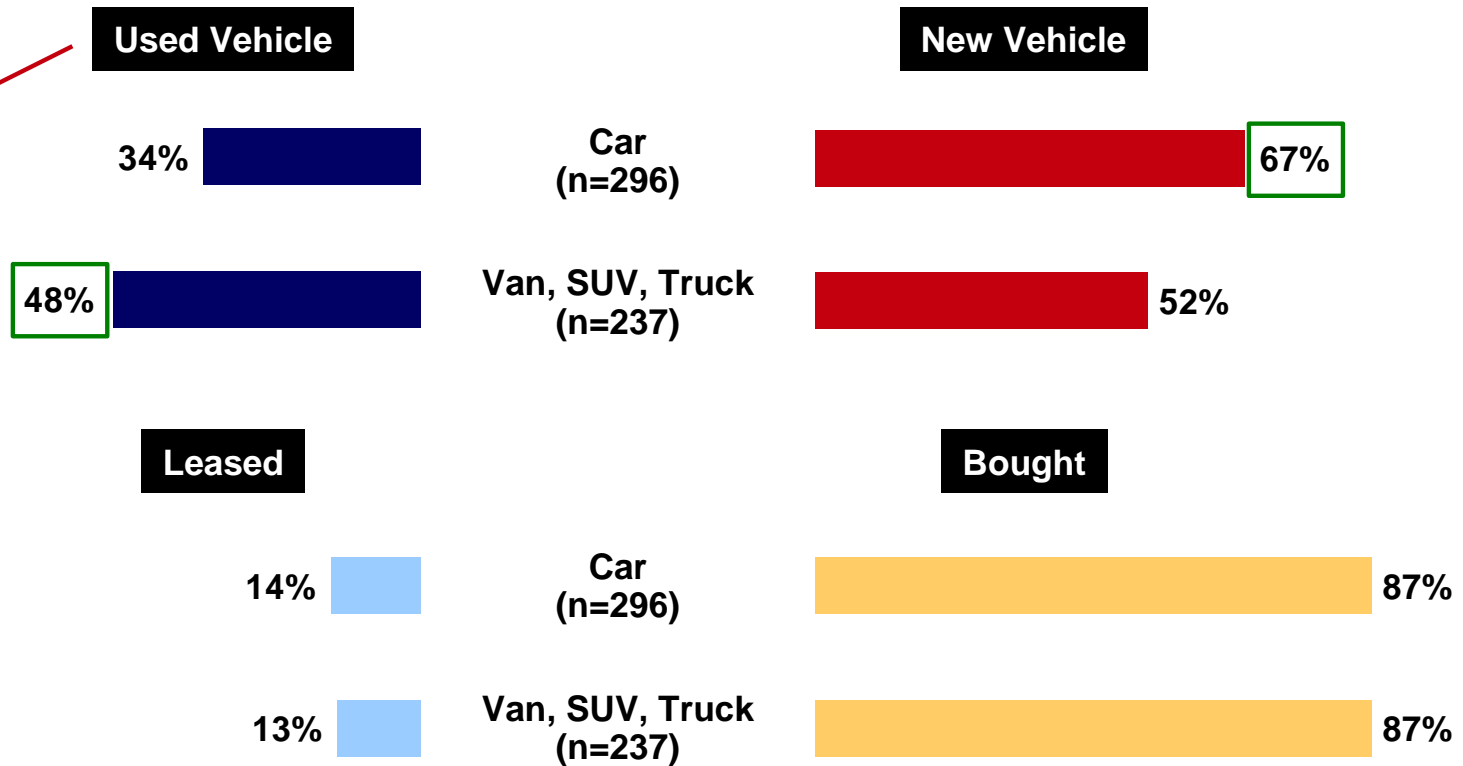 Used Vehicle
New Vehicle
34%
Car
(n=296)
67%
48%
Van, SUV, Truck
(n=237)
52%
Leased
Bought
14%
Car
(n=296)
87%
13%
Van, SUV, Truck
(n=237)
87%